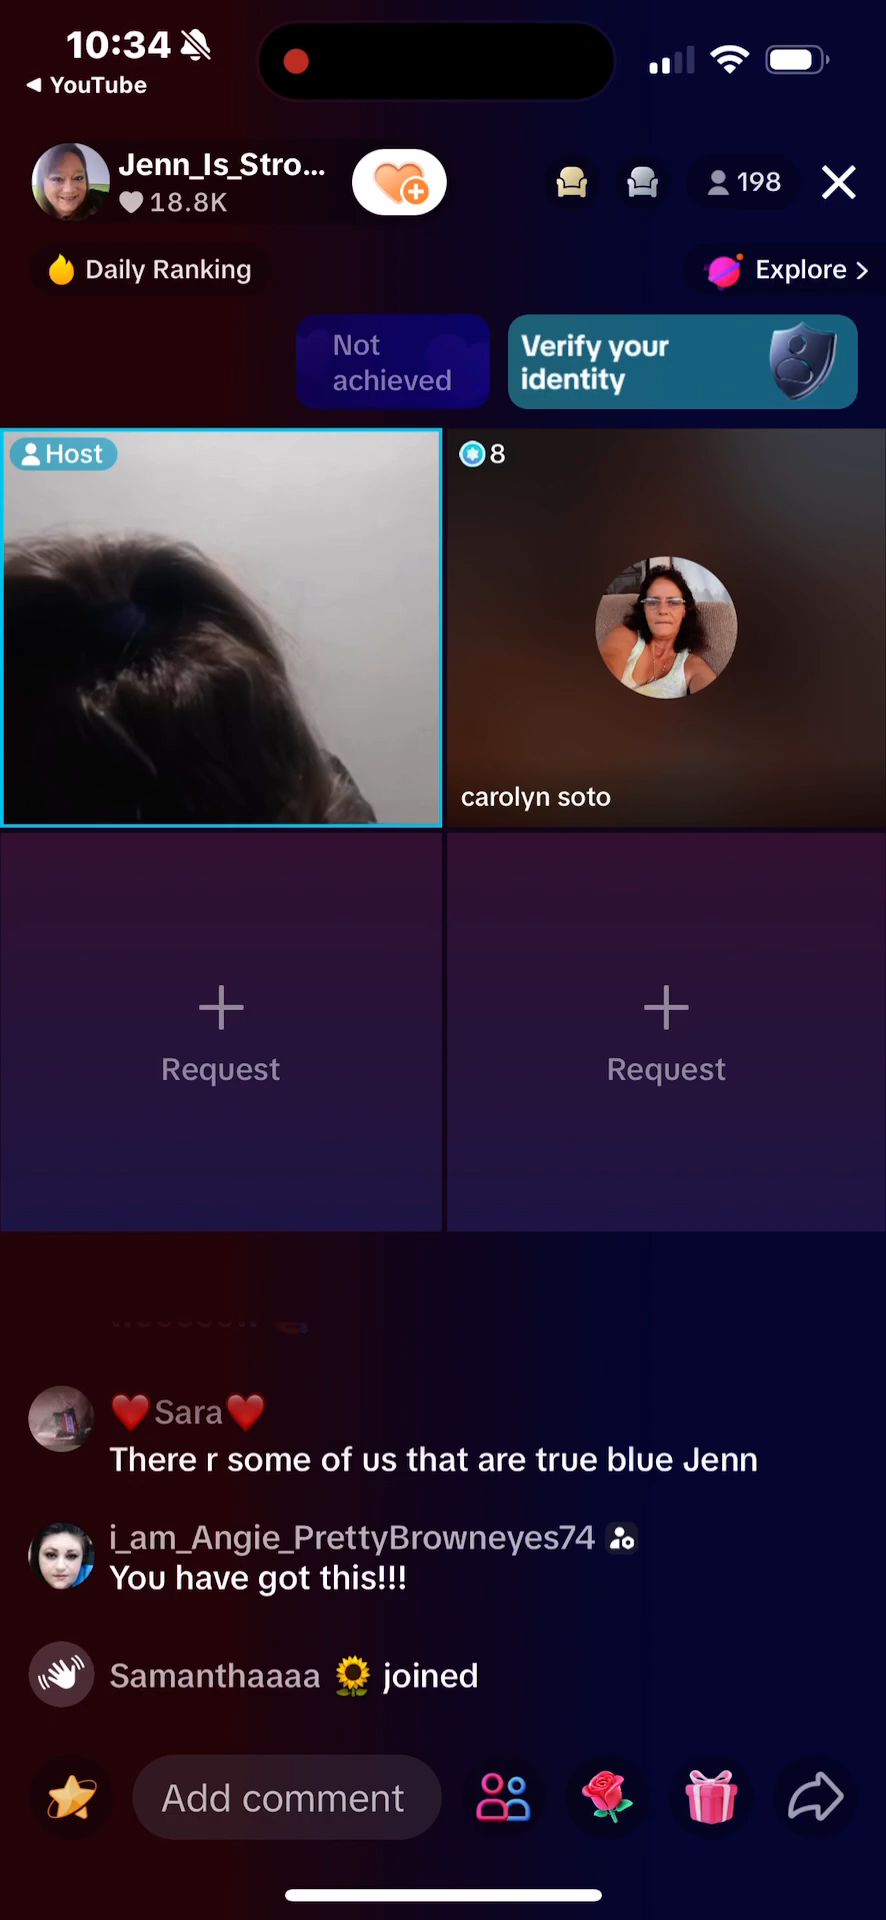 10:34
YouTube
Jenn_Is_Stro...
18.8K
198
Daily Ranking
Explore >
Not
achieved
Verify your
identity
Host
8
carolyn soto
Request
Request
Sara
There r some of us that are true blue Jenn
i_am_Angie_PrettyBrowneyes74
You have got this!!!
Samanthaaaa 🌻 joined
Add comment